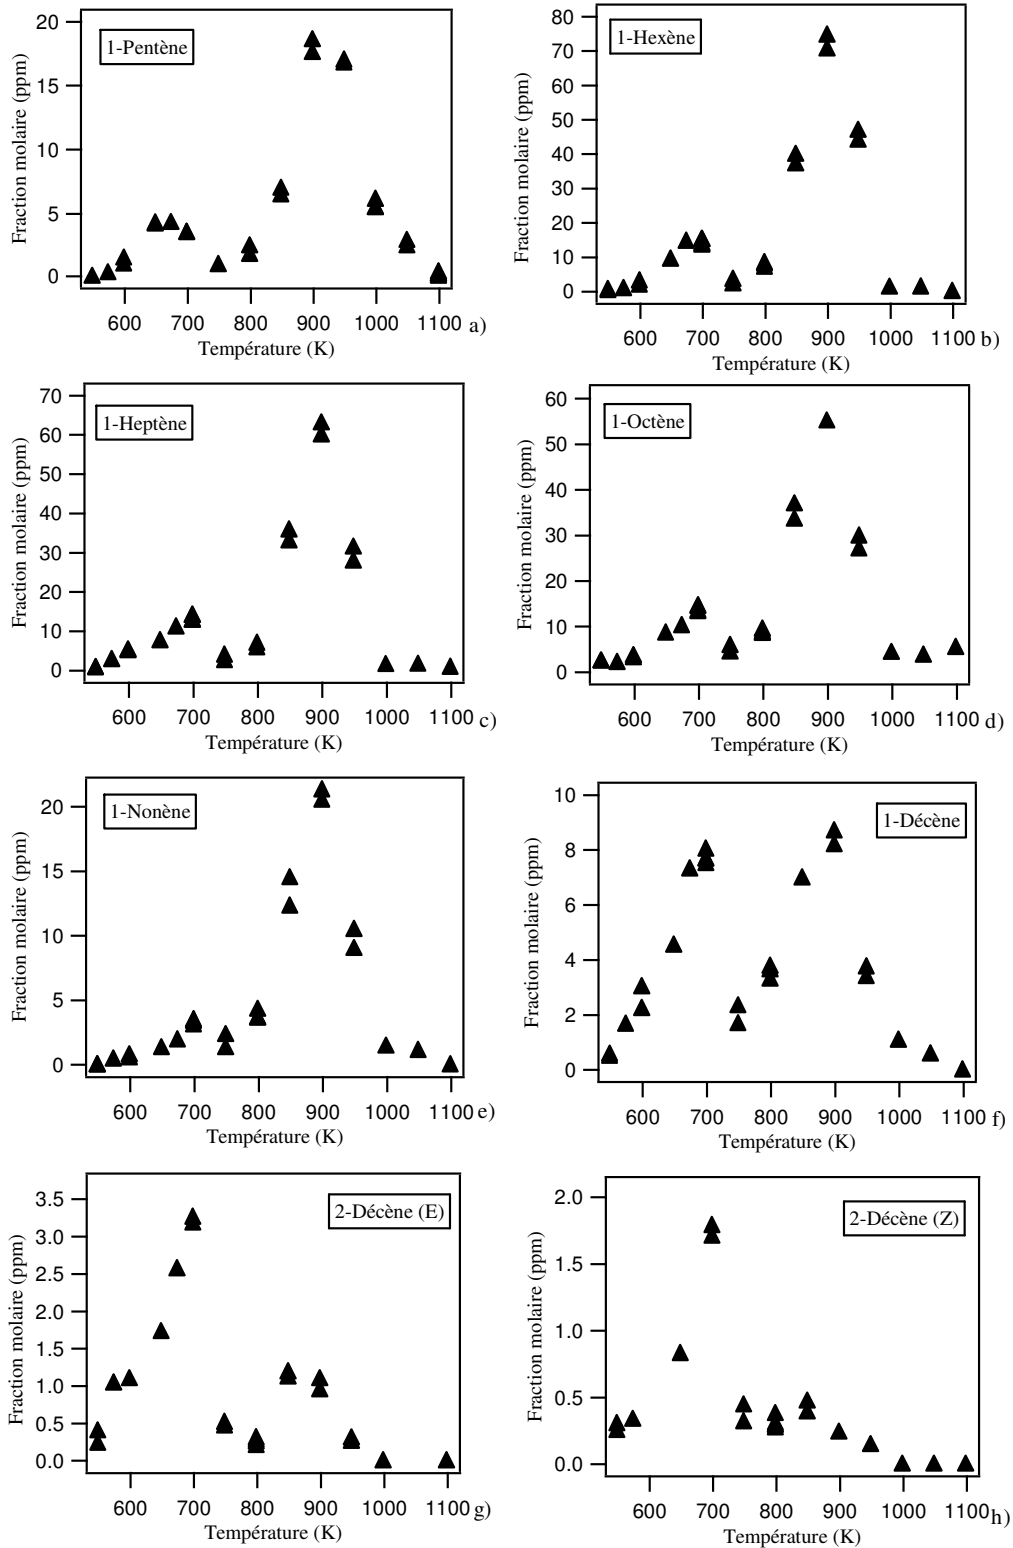 1-Pentène
Fraction molaire (ppm)
20
15
10
5
0
600 700 800 900 1000 1100 a)
Température (K)
1-Hexène
Fraction molaire (ppm)
80
70
60
50
40
30
20
10
0
600 700 800 900 1000 1100 b)
Température (K)
1-Heptène
Fraction molaire (ppm)
70
60
50
40
30
20
10
0
600 700 800 900 1000 1100 c)
Température (K)
1-Octène
Fraction molaire (ppm)
60
50
40
30
20
10
0
600 700 800 900 1000 1100 d)
Température (K)
1-Nonène
Fraction molaire (ppm)
20
15
10
5
0
600 700 800 900 1000 1100 e)
Température (K)
1-Décène
Fraction molaire (ppm)
10
8
6
4
2
0
600 700 800 900 1000 1100 f)
Température (K)
2-Décène (E)
Fraction molaire (ppm)
3.5
3.0
2.5
2.0
1.5
1.0
0.5
0.0
600 700 800 900 1000 1100 g)
Température (K)
2-Décène (Z)
Fraction molaire (ppm)
2.0
1.5
1.0
0.5
0.0
600 700 800 900 1000 1100 h)
Température (K)